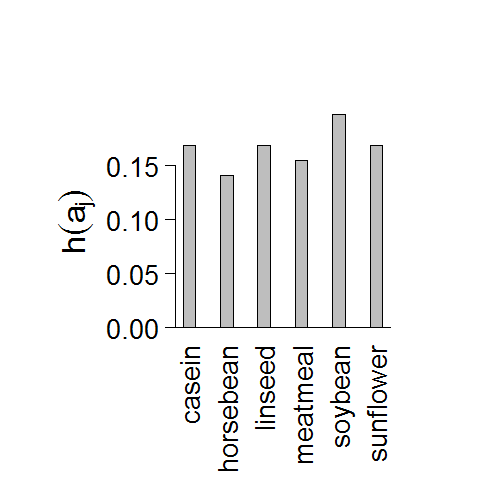 h(aj)
0.15
0.10
0.05
0.00
casein
horsebean
linseed
meatmeal
soybean
sunflower